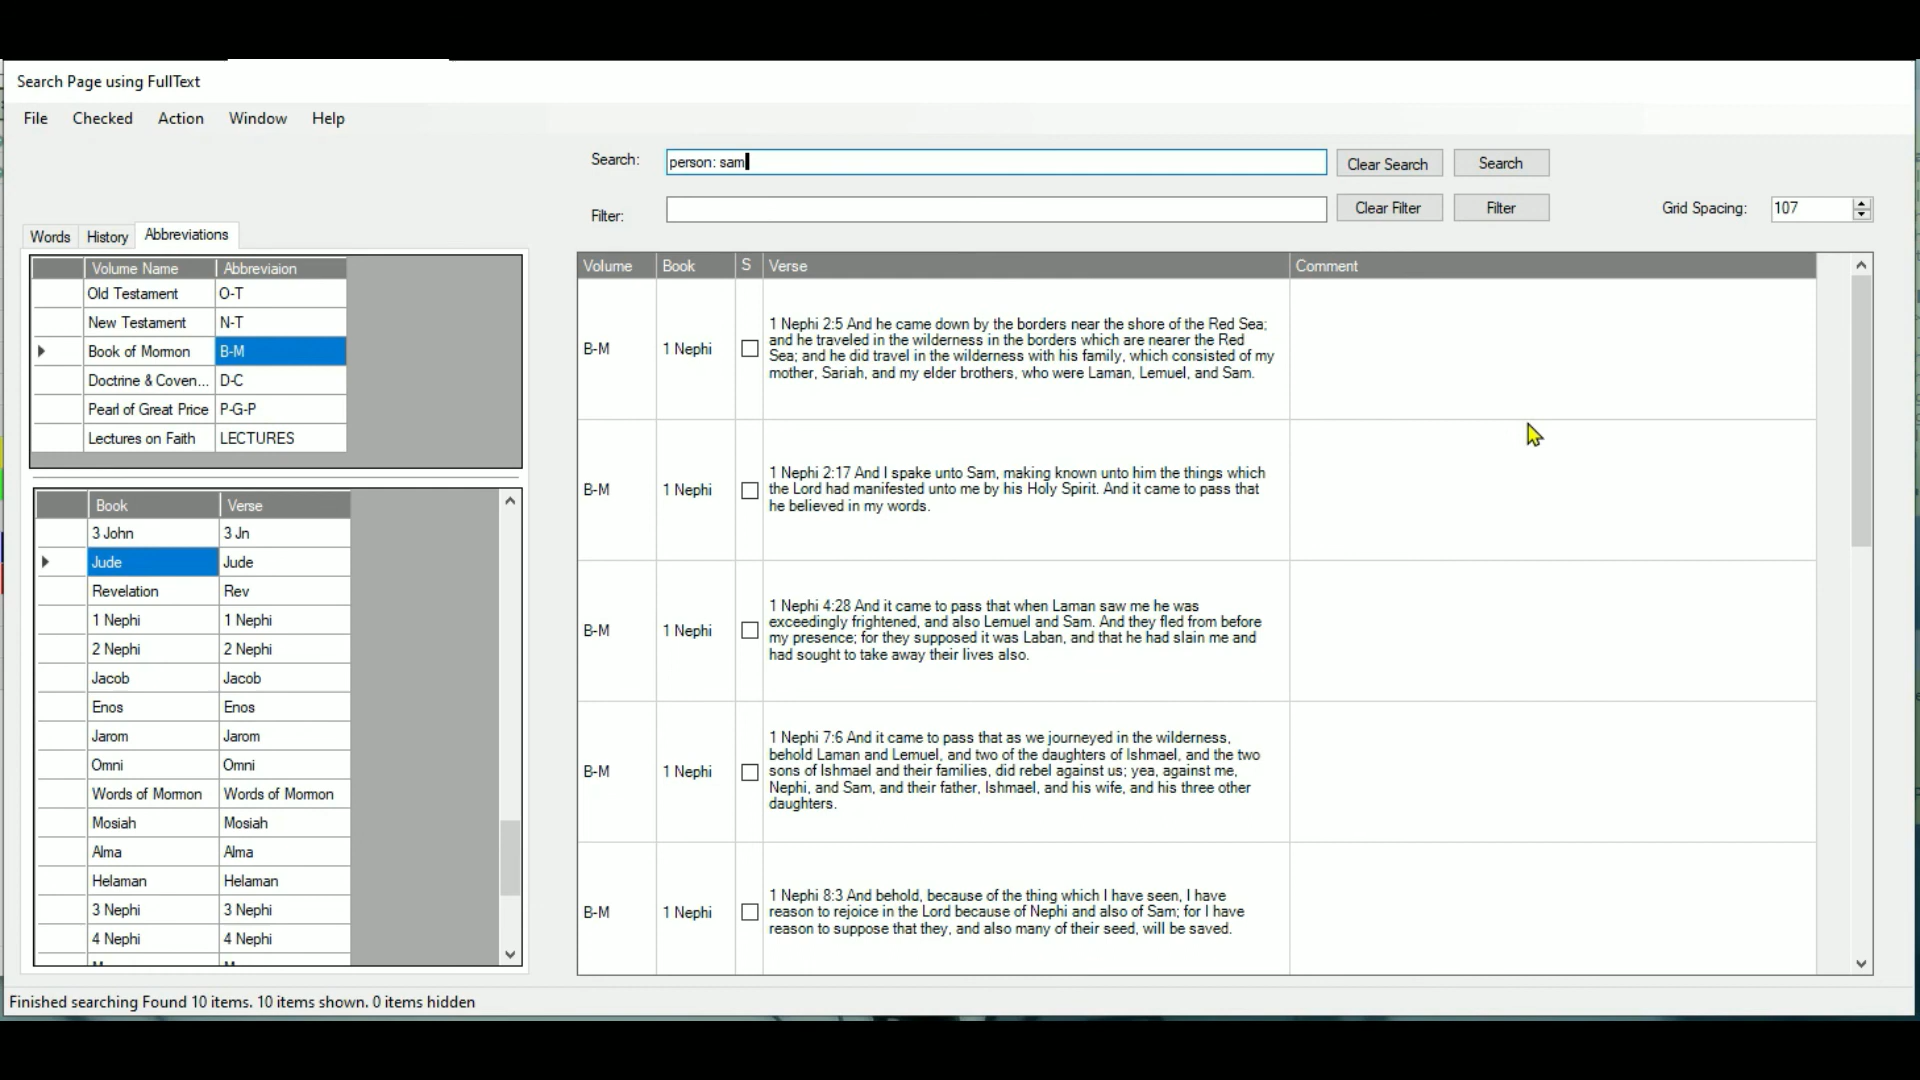 Search Page using FullText
File Checked Action Window Help
Search: person: sam Clear Search Search
Filter: Clear Filter Filter Grid Spacing: 107
Words History Abbreviations
Volume Name Abbreviaion
Old Testament O-T
New Testament N-T
Book of Mormon B-M
Doctrine & Coven... D-C
Pearl of Great Price P-G-P
Lectures on Faith LECTURES
Book Verse
3 John 3 Jn
Jude Jude
Revelation Rev
1 Nephi 1 Nephi
2 Nephi 2 Nephi
Jacob Jacob
Enos Enos
Jarom Jarom
Omni Omni
Words of Mormon Words of Mormon
Mosiah Mosiah
Alma Alma
Helaman Helaman
3 Nephi 3 Nephi
4 Nephi 4 Nephi
Volume Book S Verse Comment
B-M 1 Nephi
1 Nephi 2:5 And he came down by the borders near the shore of the Red Sea;
and he traveled in the wilderness in the borders which are nearer the Red
Sea; and he did travel in the wilderness with his family, which consisted of my
mother, Sariah, and my elder brothers, who were Laman, Lemuel, and Sam.
B-M 1 Nephi
1 Nephi 2:17 And I spake unto Sam, making known unto him the things which
the Lord had manifested unto me by his Holy Spirit. And it came to pass that
he believed in my words.
B-M 1 Nephi
1 Nephi 4:28 And it came to pass that when Laman saw me he was
exceedingly frightened, and also Lemuel and Sam. And they fled from before
my presence; for they supposed it was Laban, and that he had slain me and
had sought to take away their lives also.
B-M 1 Nephi
1 Nephi 7:6 And it came to pass that as we journeyed in the wilderness,
behold Laman and Lemuel, and two of the daughters of Ishmael, and the two
sons of Ishmael and their families, did rebel against us; yea, against me,
Nephi, and Sam, and their father, Ishmael, and his wife, and his three other
daughters.
B-M 1 Nephi
1 Nephi 8:3 And behold, because of the thing which I have seen, I have
reason to rejoice in the Lord because of Nephi and also of Sam; for I have
reason to suppose that they, and also many of their seed, will be saved.
Finished searching Found 10 items. 10 items shown. 0 items hidden